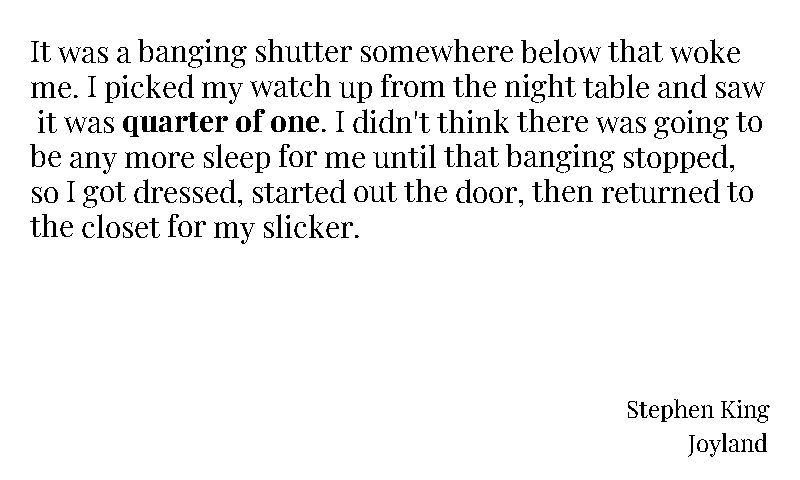 It was a banging shutter somewhere below that woke
me. I picked my watch up from the night table and saw
it was quarter of one. I didn't think there was going to
be any more sleep for me until that banging stopped,
so I got dressed, started out the door, then returned to
the closet for my slicker.
Stephen King
Joyland